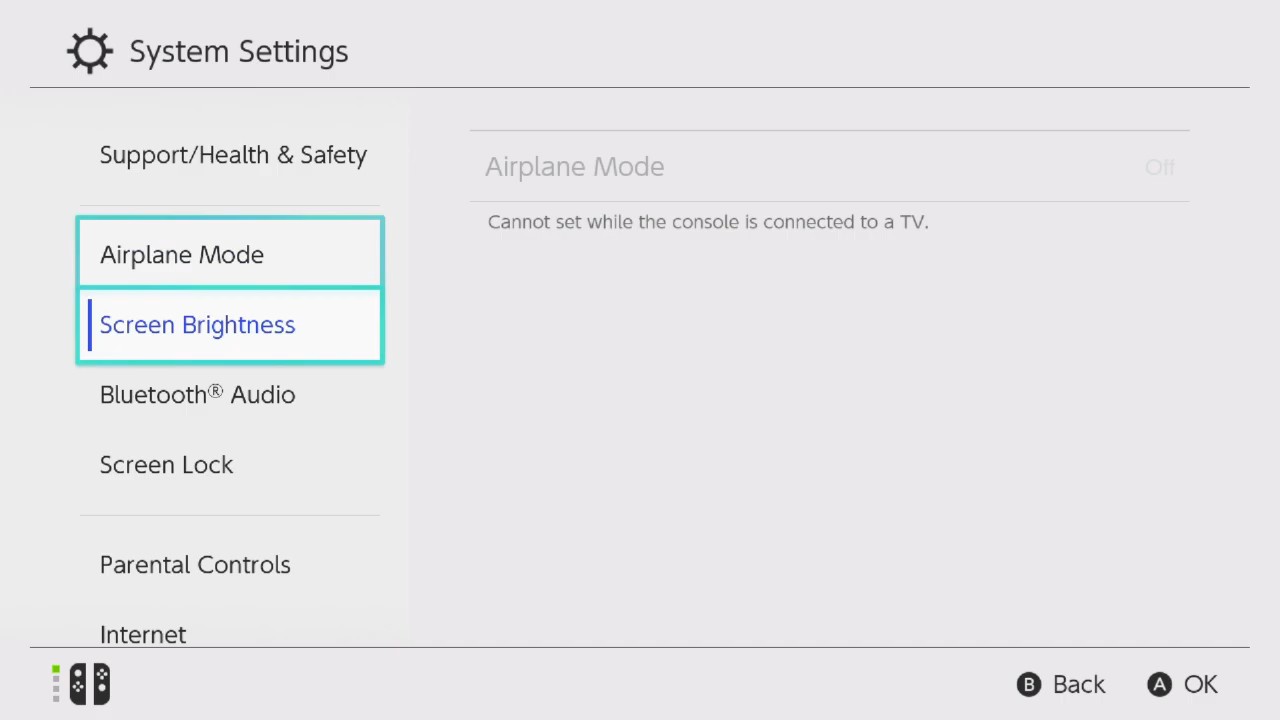 System Settings
Support/Health & Safety
Airplane Mode
Screen Brightness
Bluetooth® Audio
Screen Lock
Parental Controls
Internet
Airplane Mode Off
Cannot set while the console is connected to a TV.
B Back A OK